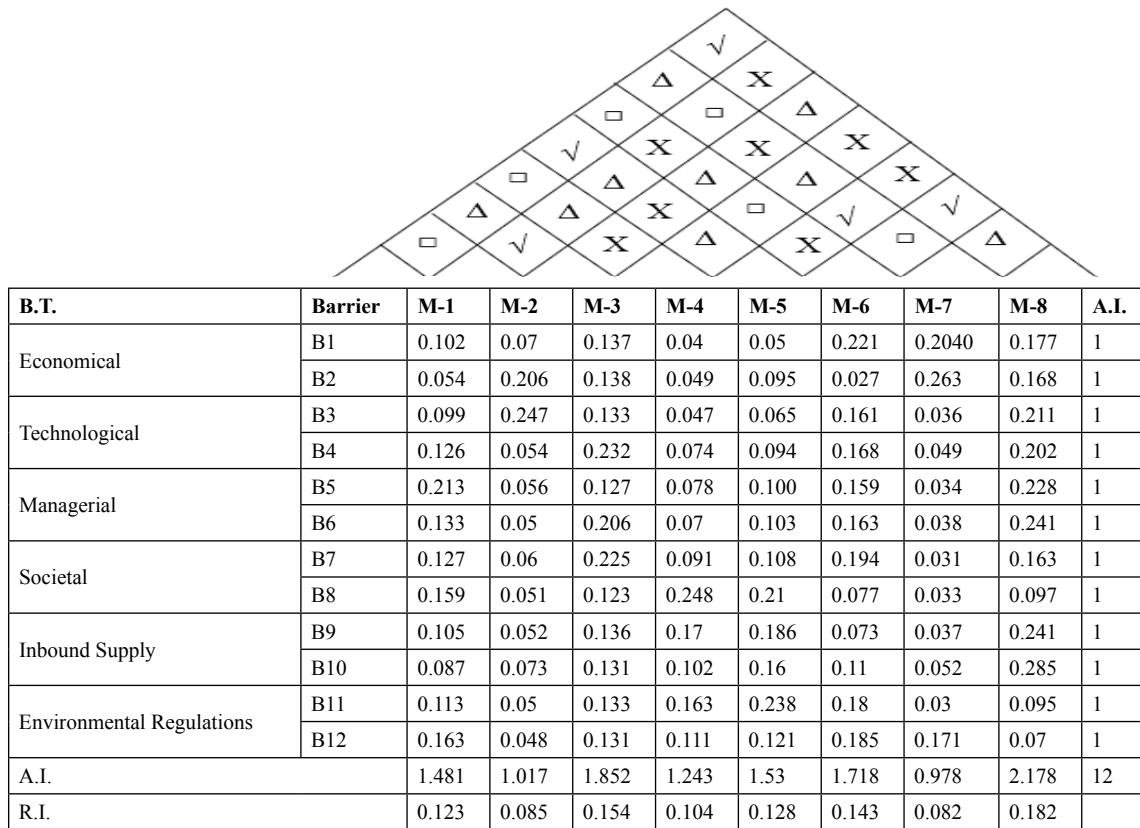 √
Δ X
□ □ Δ
√ X X X
□ Δ Δ Δ X
Δ Δ X □ √ √
□ √ X Δ X □ Δ
B.T. Barrier M-1 M-2 M-3 M-4 M-5 M-6 M-7 M-8 A.I.
Economical B1 0.102 0.07 0.137 0.04 0.05 0.221 0.2040 0.177 1
B2 0.054 0.206 0.138 0.049 0.095 0.027 0.263 0.168 1
Technological B3 0.099 0.247 0.133 0.047 0.065 0.161 0.036 0.211 1
B4 0.126 0.054 0.232 0.074 0.094 0.168 0.049 0.202 1
Managerial B5 0.213 0.056 0.127 0.078 0.100 0.159 0.034 0.228 1
B6 0.133 0.05 0.206 0.07 0.103 0.163 0.038 0.241 1
Societal B7 0.127 0.06 0.225 0.091 0.108 0.194 0.031 0.163 1
B8 0.159 0.051 0.123 0.248 0.21 0.077 0.033 0.097 1
Inbound Supply B9 0.105 0.052 0.136 0.17 0.186 0.073 0.037 0.241 1
B10 0.087 0.073 0.131 0.102 0.16 0.11 0.052 0.285 1
Environmental Regulations B11 0.113 0.05 0.133 0.163 0.238 0.18 0.03 0.095 1
B12 0.163 0.048 0.131 0.111 0.121 0.185 0.171 0.07 1
A.I. 1.481 1.017 1.852 1.243 1.53 1.718 0.978 2.178 12
R.I. 0.123 0.085 0.154 0.104 0.128 0.143 0.082 0.182